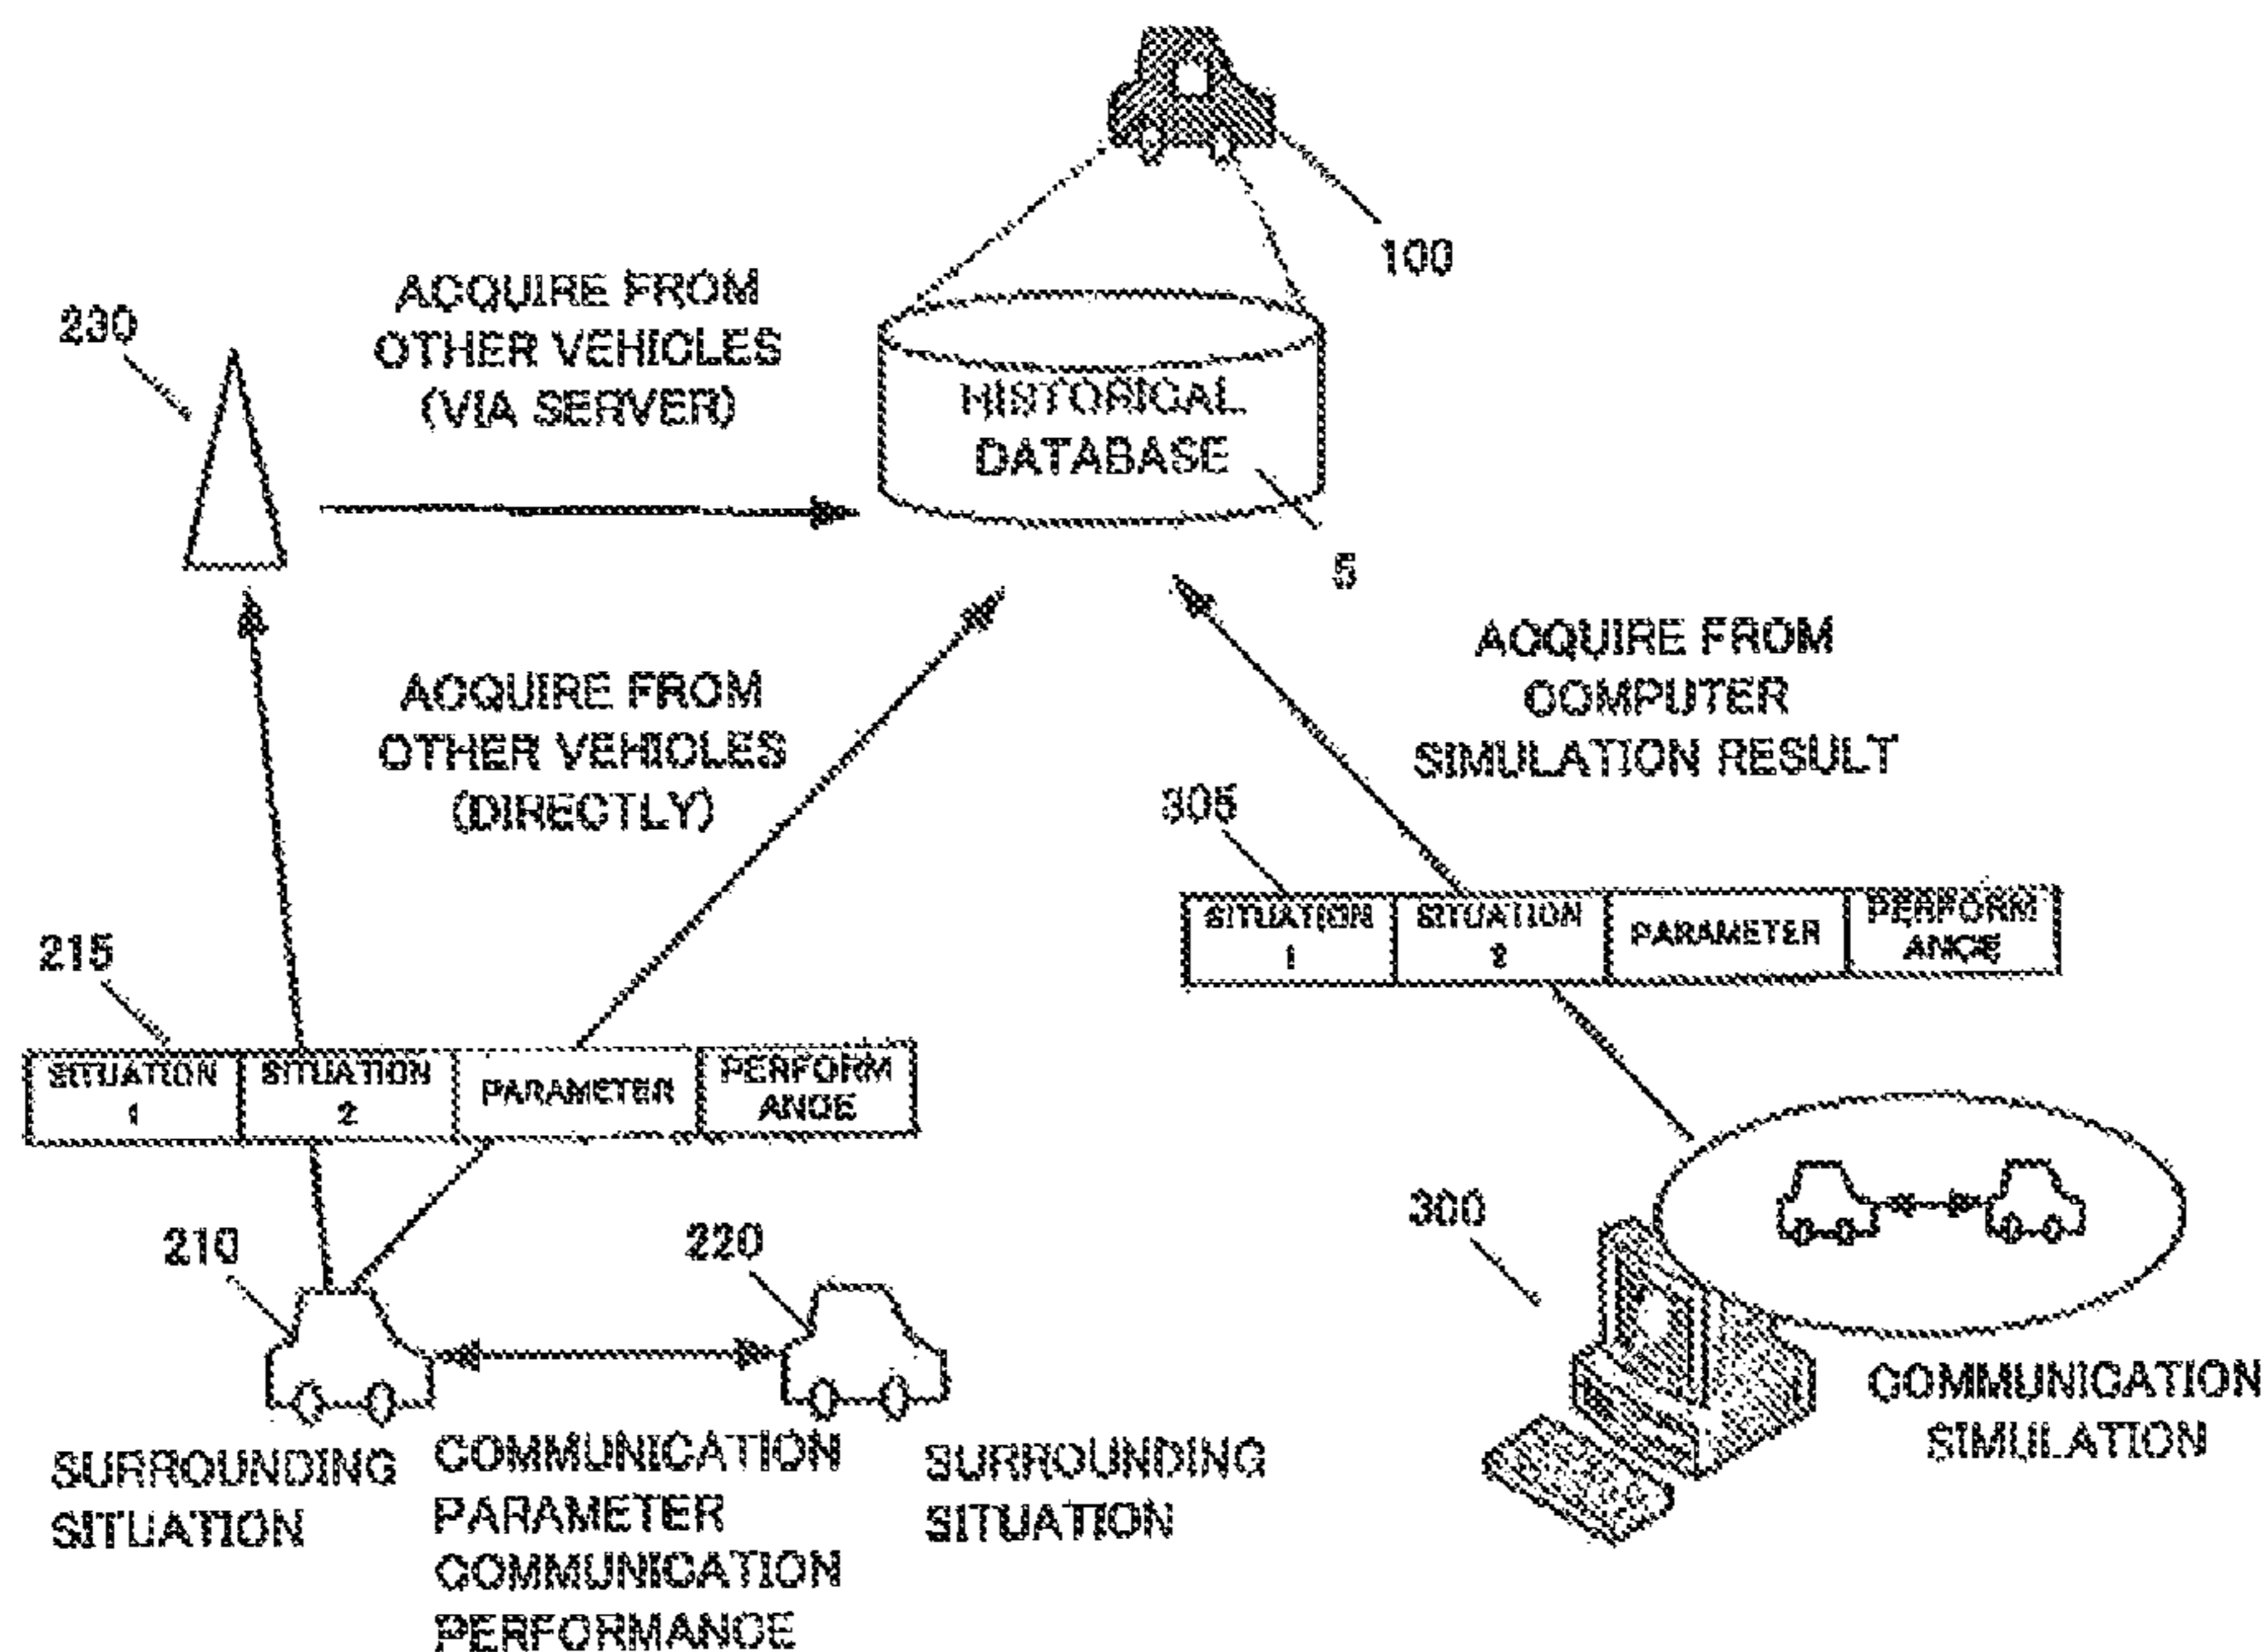 100
230
ACQUIRE FROM
OTHER VEHICLES
(VIA SERVER)
HISTORICAL
DATABASE
5
ACQUIRE FROM
OTHER VEHICLES
(DIRECTLY)
ACQUIRE FROM
COMPUTER
SIMULATION RESULT
305
SITUATION
1
SITUATION
2
PARAMETER
PERFORM
ANCE
215
SITUATION
1
SITUATION
2
PARAMETER
PERFORM
ANCE
210
220
300
SURROUNDING
SITUATION
COMMUNICATION
PARAMETER
COMMUNICATION
PERFORMANCE
SURROUNDING
SITUATION
COMMUNICATION
SIMULATION